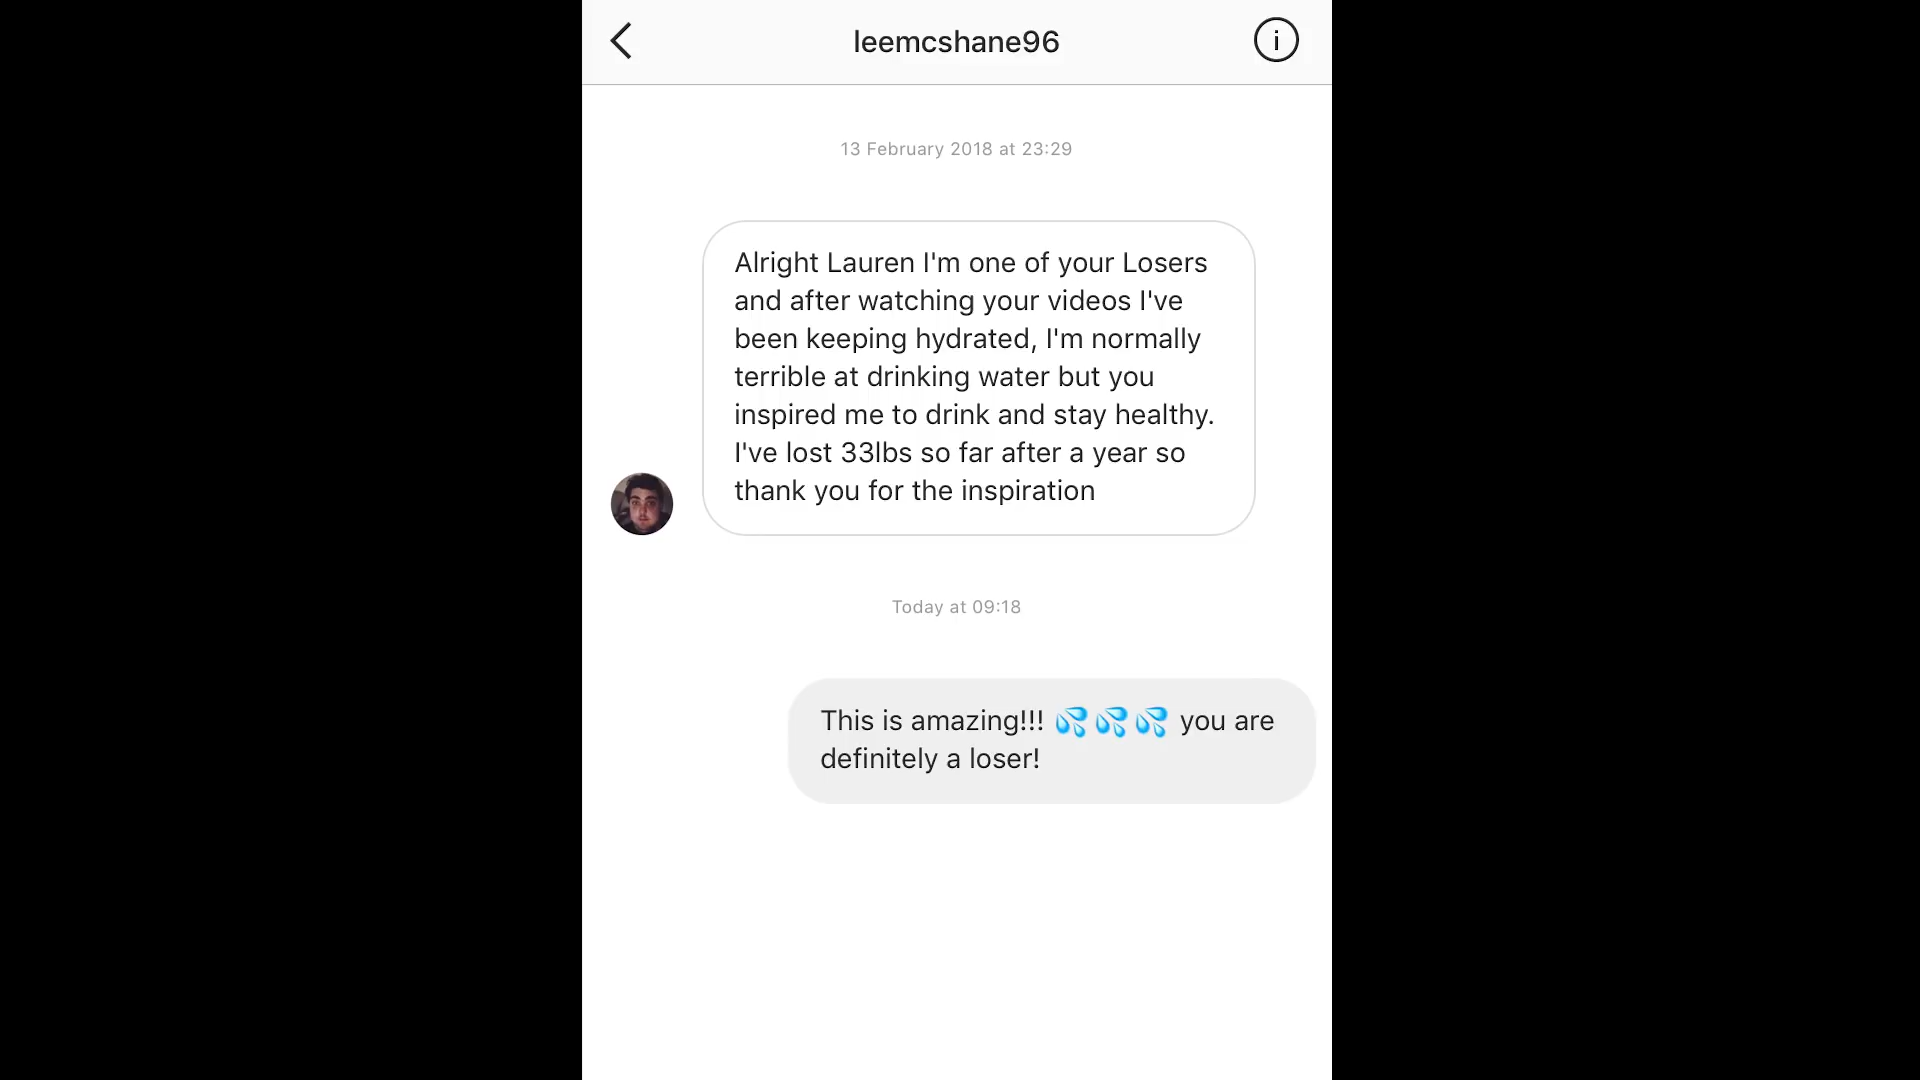 leemcshane96
i
13 February 2018 at 23:29
Alright Lauren I'm one of your Losers
and after watching your videos I've
been keeping hydrated, I'm normally
terrible at drinking water but you
inspired me to drink and stay healthy.
I've lost 33lbs so far after a year so
thank you for the inspiration
Today at 09:18
This is amazing!!! 💦💦💦 you are
definitely a loser!